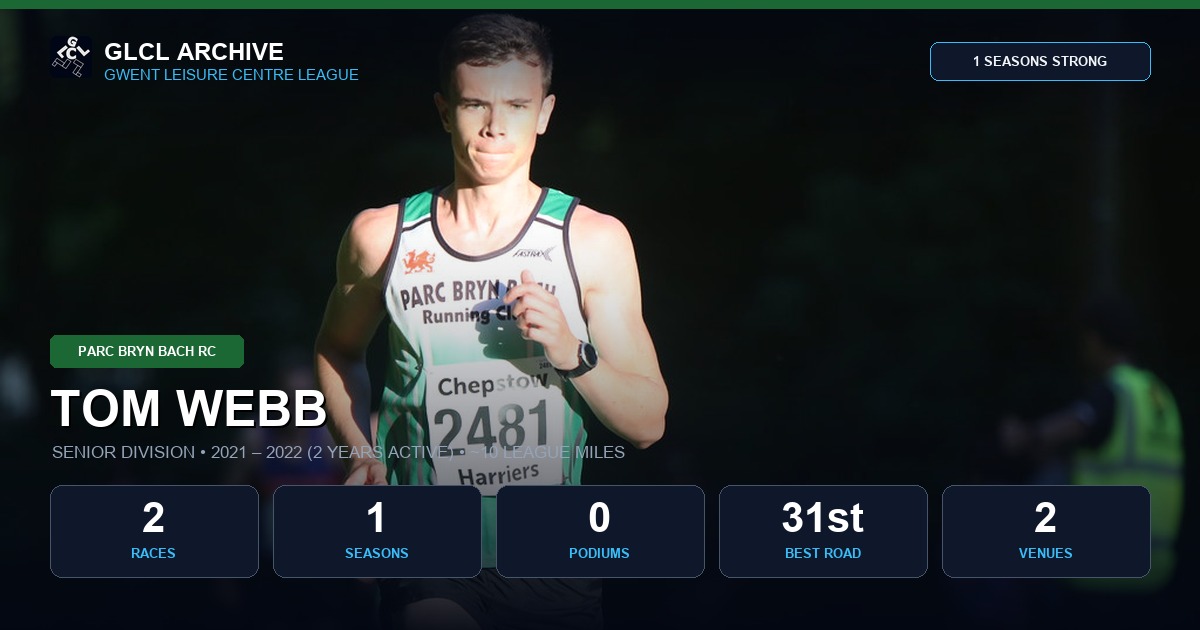 GLCL ARCHIVE
GWENT LEISURE CENTRE LEAGUE
1 SEASONS STRONG
FASTRAX
PARC BRYN
Running
Chepstow
2481
Harriers
PARC BRYN BACH RC
TOM WEBB
SENIOR DIVISION • 2021 – 2022 (2 YEARS ACTIVE) • ~10 LEAGUE MILES
2
RACES
1
SEASONS
0
PODIUMS
31st
BEST ROAD
2
VENUES